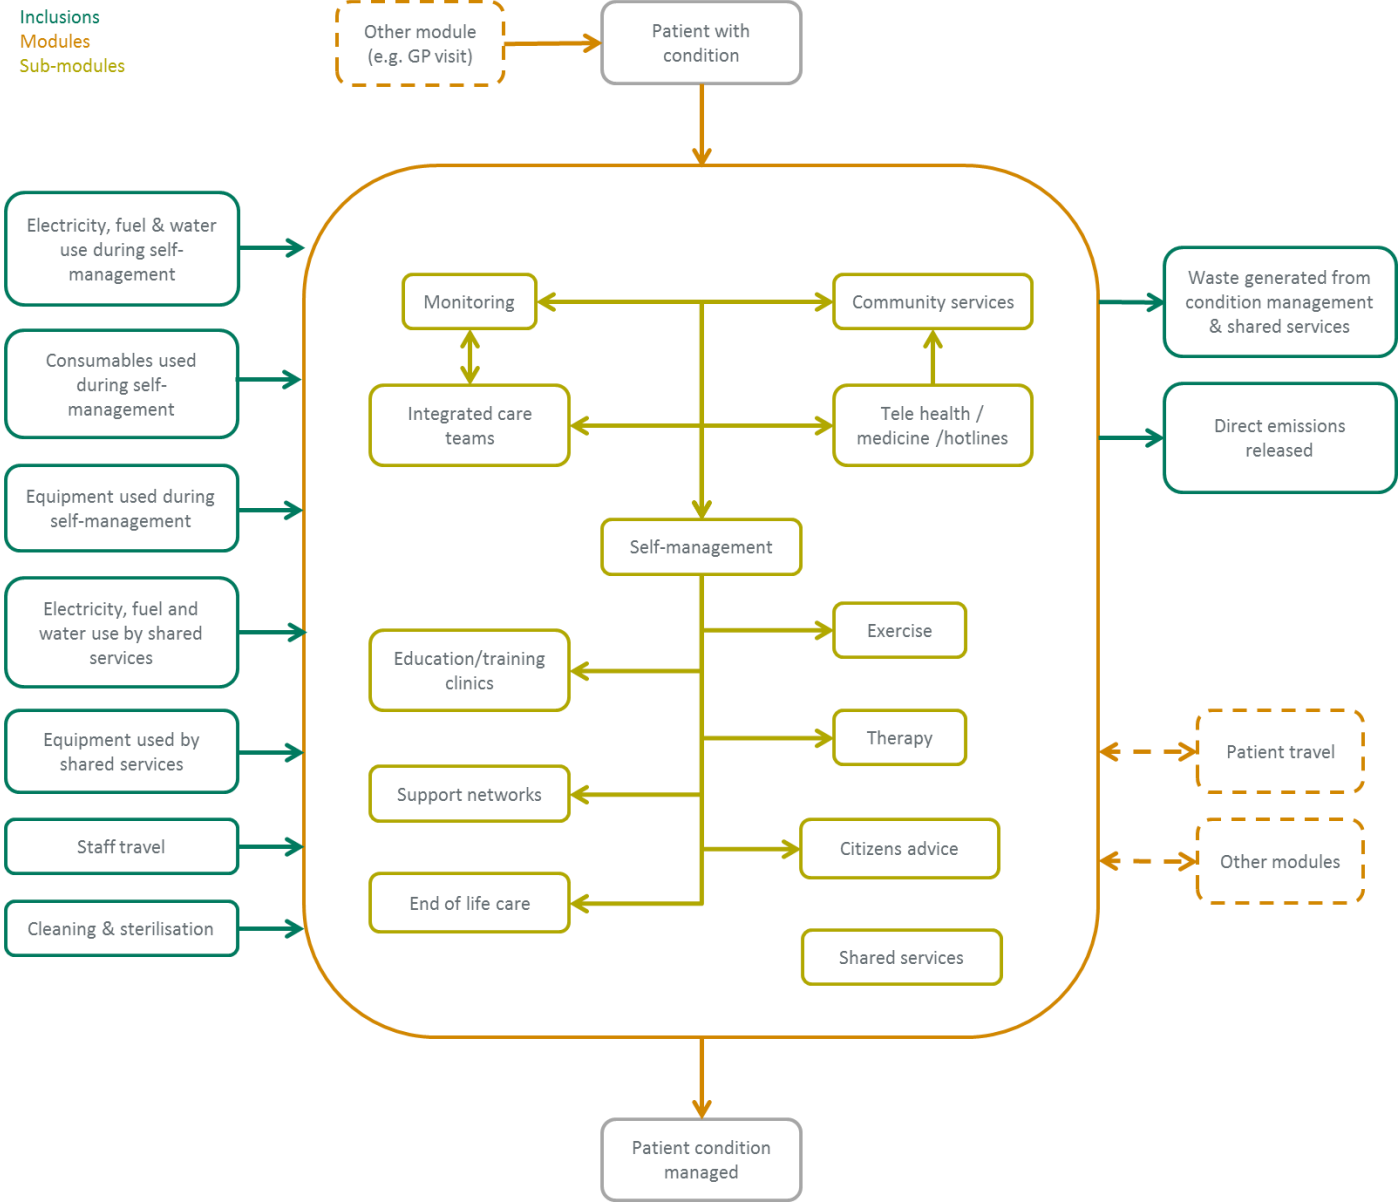 Inclusions
Modules
Sub-modules
Other module
(e.g. GP visit)
Patient with
condition
Electricity, fuel & water
use during self-
management
Consumables used
during self-
management
Equipment used during
self-management
Electricity, fuel and
water use by shared
services
Equipment used by
shared services
Staff travel
Cleaning & sterilisation
Monitoring
Community services
Integrated care
teams
Tele health /
medicine /hotlines
Self-management
Exercise
Education/training
clinics
Therapy
Support networks
Citizens advice
End of life care
Shared services
Waste generated from
condition management
& shared services
Direct emissions
released
Patient travel
Other modules
Patient condition
managed